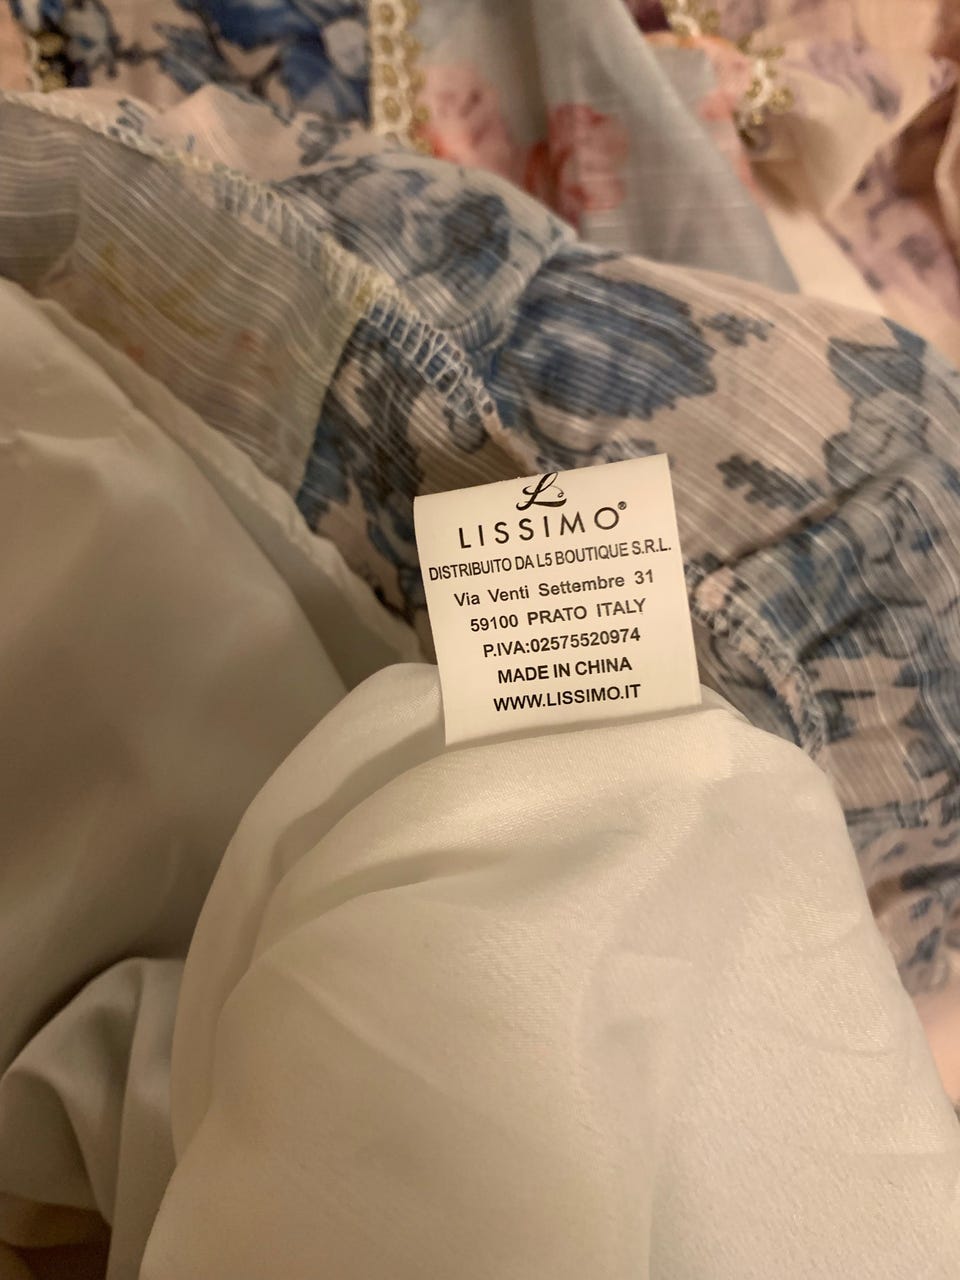 L
LISSIMO®
DISTRIBUITO DA L5 BOUTIQUE S.R.L.
Via Venti Settembre 31
59100 PRATO ITALY
P.IVA:02575520974
MADE IN CHINA
WWW.LISSIMO.IT